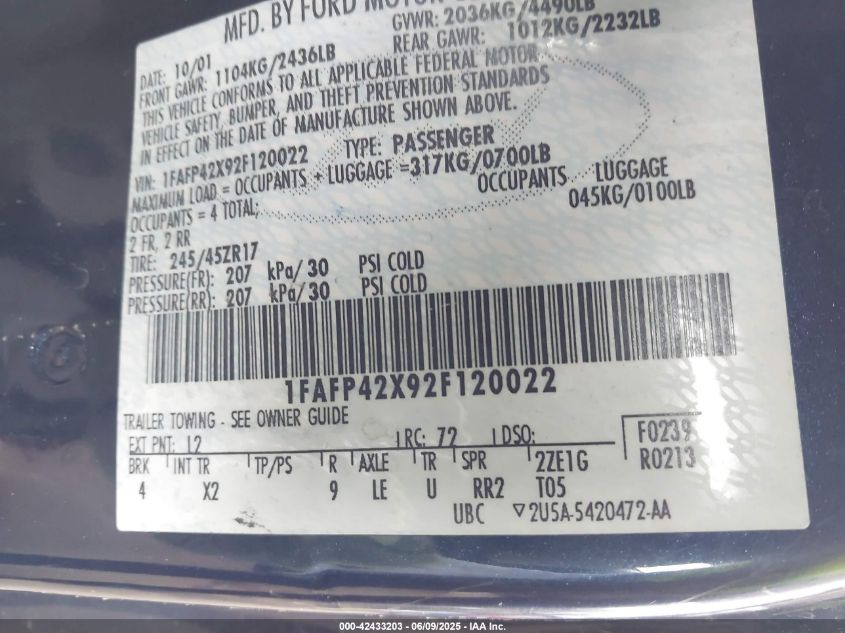 MFD. BY FORD MOTOR
GVWR: 2036KG/4490LB
DATE: 10/01
REAR GAWR: 1012KG/2232LB
FRONT GAWR: 1104KG/2436LB
THIS VEHICLE CONFORMS TO ALL APPLICABLE FEDERAL MOTOR
VEHICLE SAFETY, BUMPER, AND THEFT PREVENTION STANDARDS
IN EFFECT ON THE DATE OF MANUFACTURE SHOWN ABOVE.
VIN: 1FAFP42X92F120022 TYPE: PASSENGER
MAXIMUM LOAD = OCCUPANTS + LUGGAGE =317KG/0700LB
OCCUPANTS = 4 TOTAL; OCCUPANTS LUGGAGE
2 FR, 2 RR 045KG/0100LB
TIRE: 245/45ZR17
PRESSURE(FR): 207 kPa/30 PSI COLD
PRESSURE(RR): 207 kPa/30 PSI COLD
1FAFP42X92F120022
TRAILER TOWING - SEE OWNER GUIDE
EXT PNT: 12 RC: 72 DSO: F0239
BRK INT TR TP/PS R AXLE TR SPR 2ZE1G R0213
4 X2 9 LE U RR2 T05
UBC ▽2U5A-5420472-AA
000-42433203 - 06/09/2025 - IAA Inc.